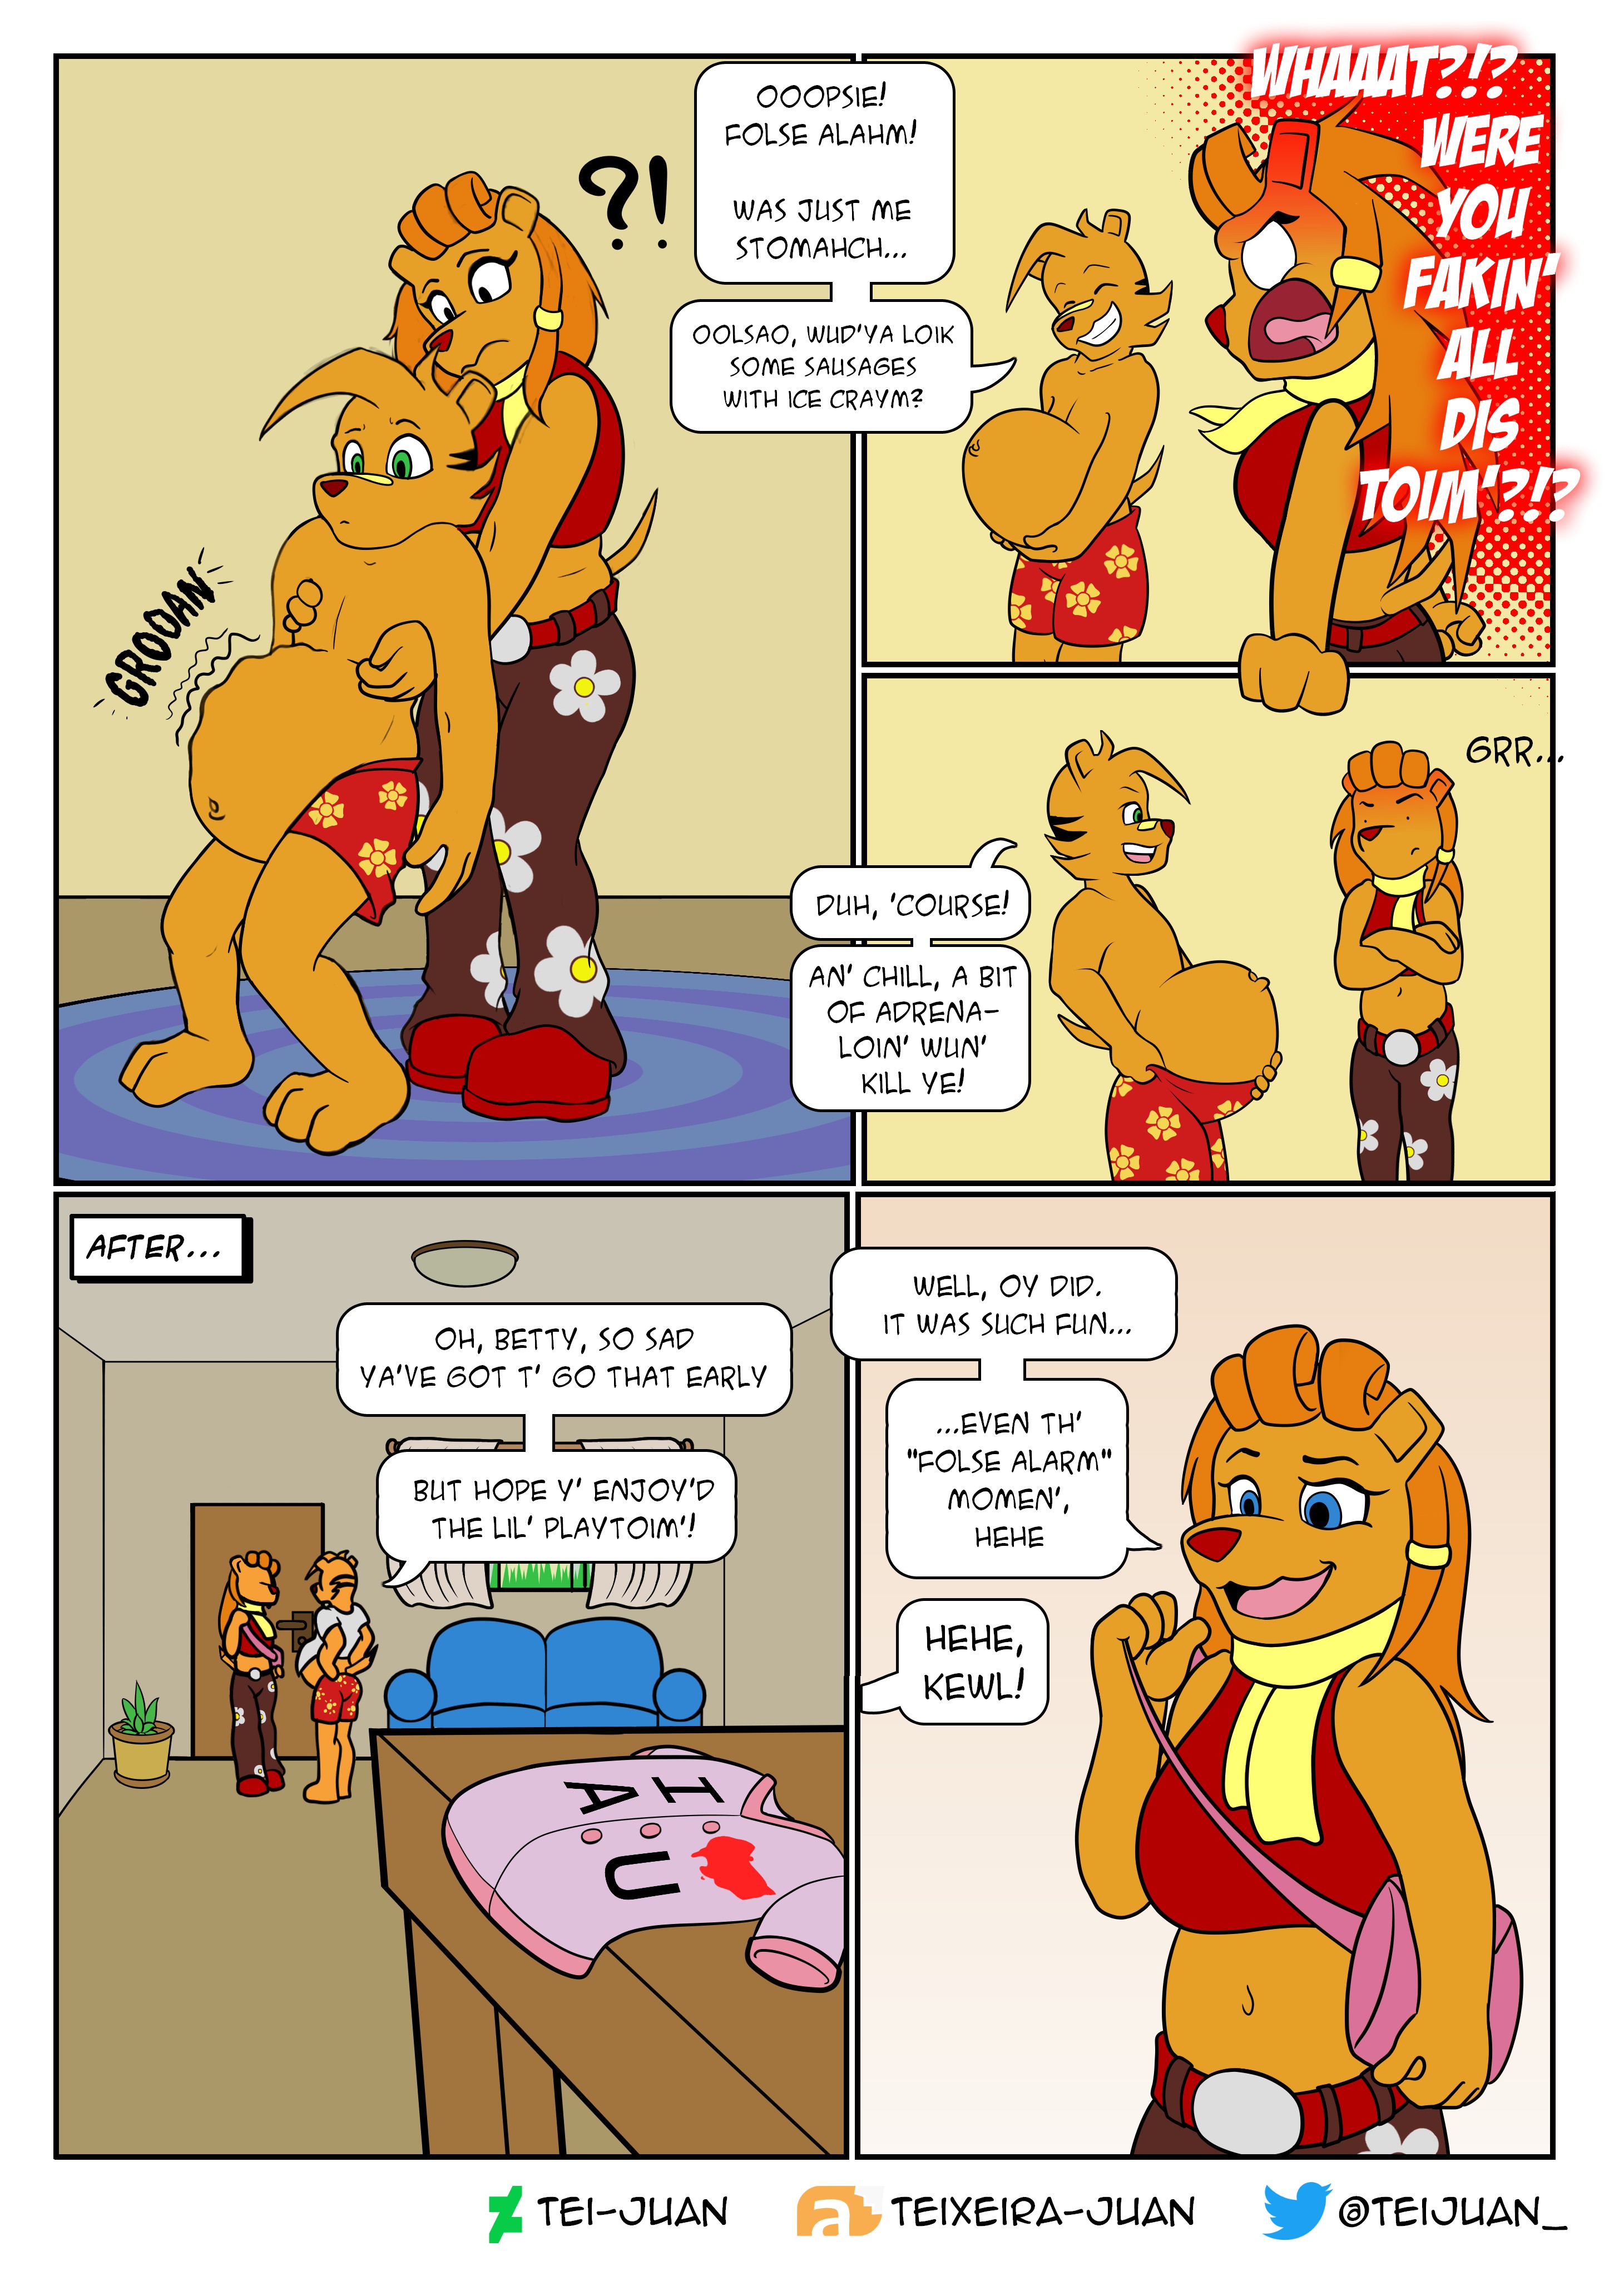 GROOAN
?!
OOOPSIE!
FOLSE ALAHM!
WAS JUST ME
STOMAHCH...
OOLSAO, WUD'YA LOIK
SOME SAUSAGES
WITH ICE CRAYM?
WHAAAT?!?
WERE
YOU
FAKIN'
ALL
DIS
TOIM'?!?
GRR...
DUH, 'COURSE!
AN' CHILL, A BIT
OF ADRENA-
LOIN' WUN'
KILL YE!
AFTER...
OH, BETTY, SO SAD
YA'VE GOT T' GO THAT EARLY
BUT HOPE Y' ENJOY'D
THE LIL' PLAYTOIM'!
I
A
U
WELL, OY DID.
IT WAS SUCH FUN...
...EVEN TH'
"FOLSE ALARM"
MOMEN',
HEHE
HEHE,
KEWL!
TEI-JUAN
a TEIXEIRA-JUAN
@TEIJUAN_